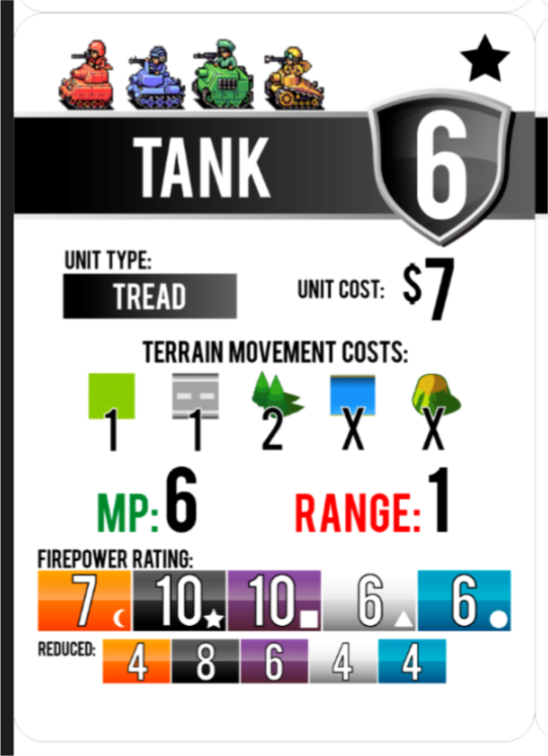 TANK
6
UNIT TYPE:
TREAD
UNIT COST: $7
TERRAIN MOVEMENT COSTS:
1 1 2 X X
MP: 6 RANGE: 1
FIREPOWER RATING:
7 10 10 6 6
REDUCED: 4 8 6 4 4